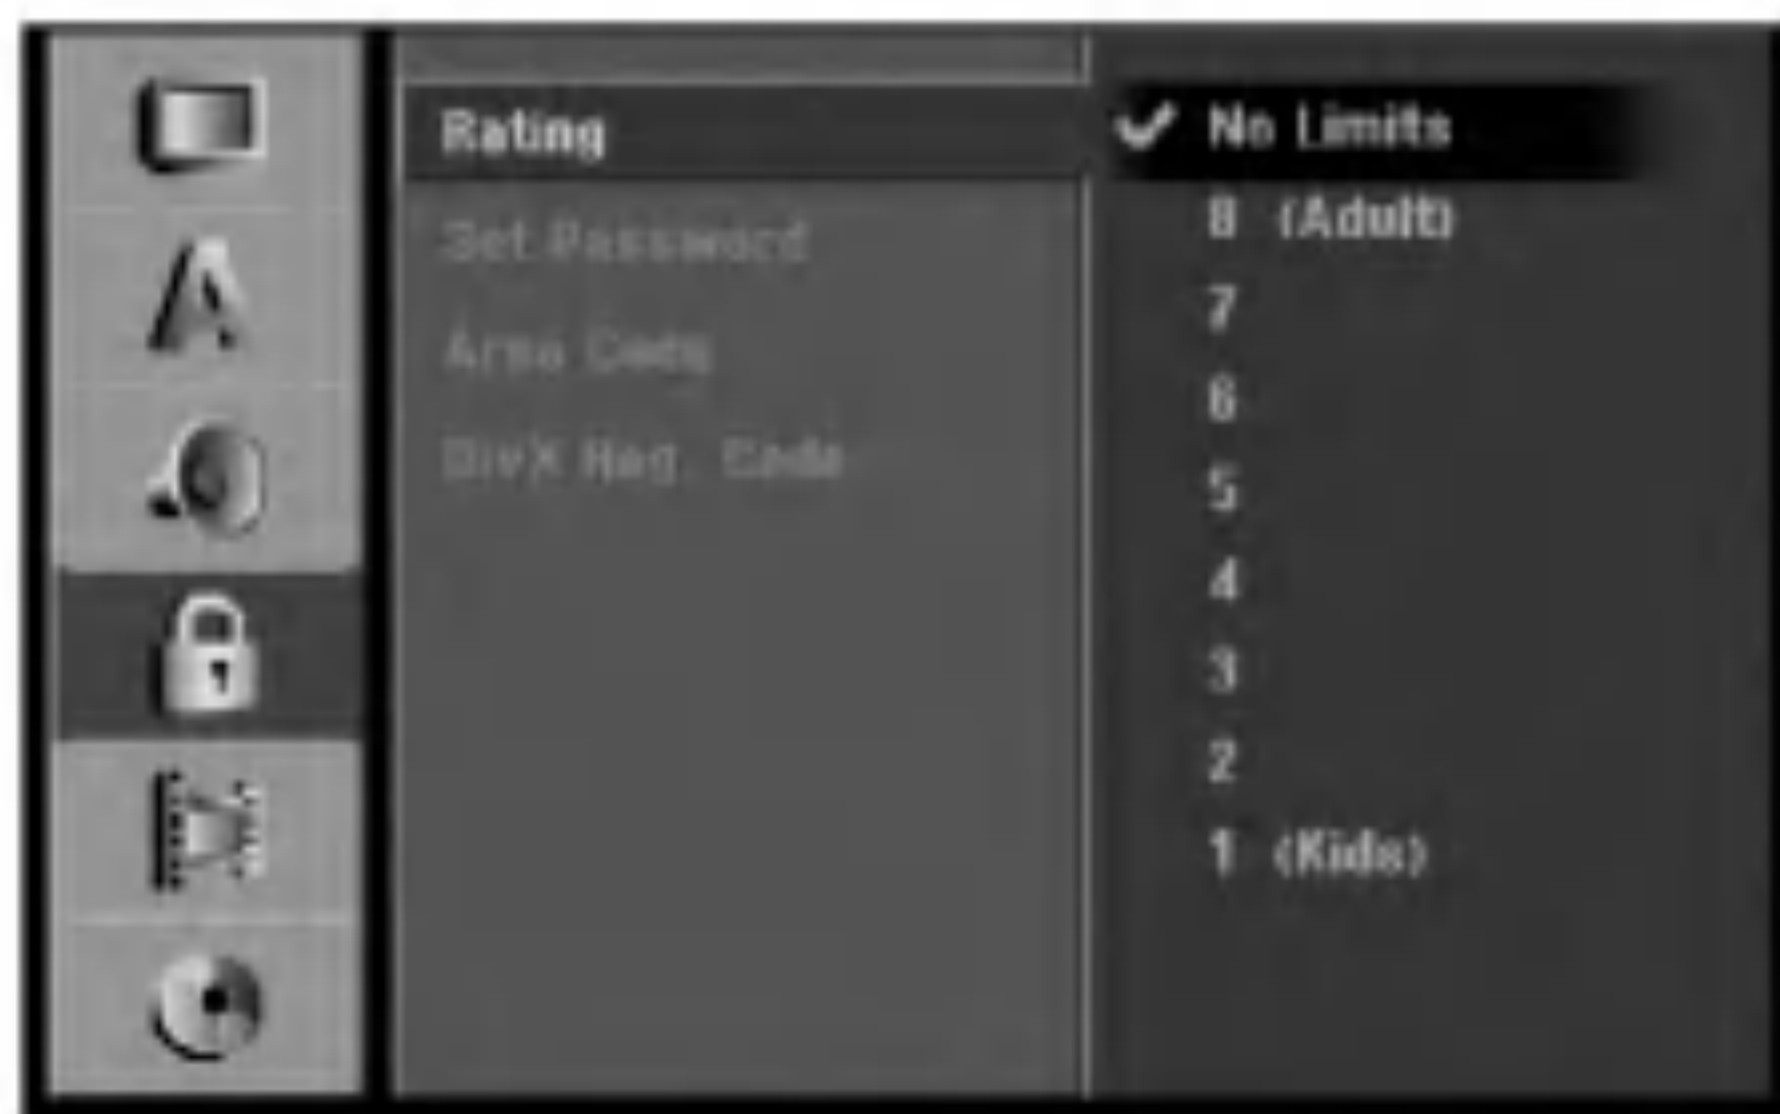 Rating
Set Password
Area Code
DivX Reg. Code
No Limits
8 (Adult)
7
6
5
4
3
2
1 (Kids)